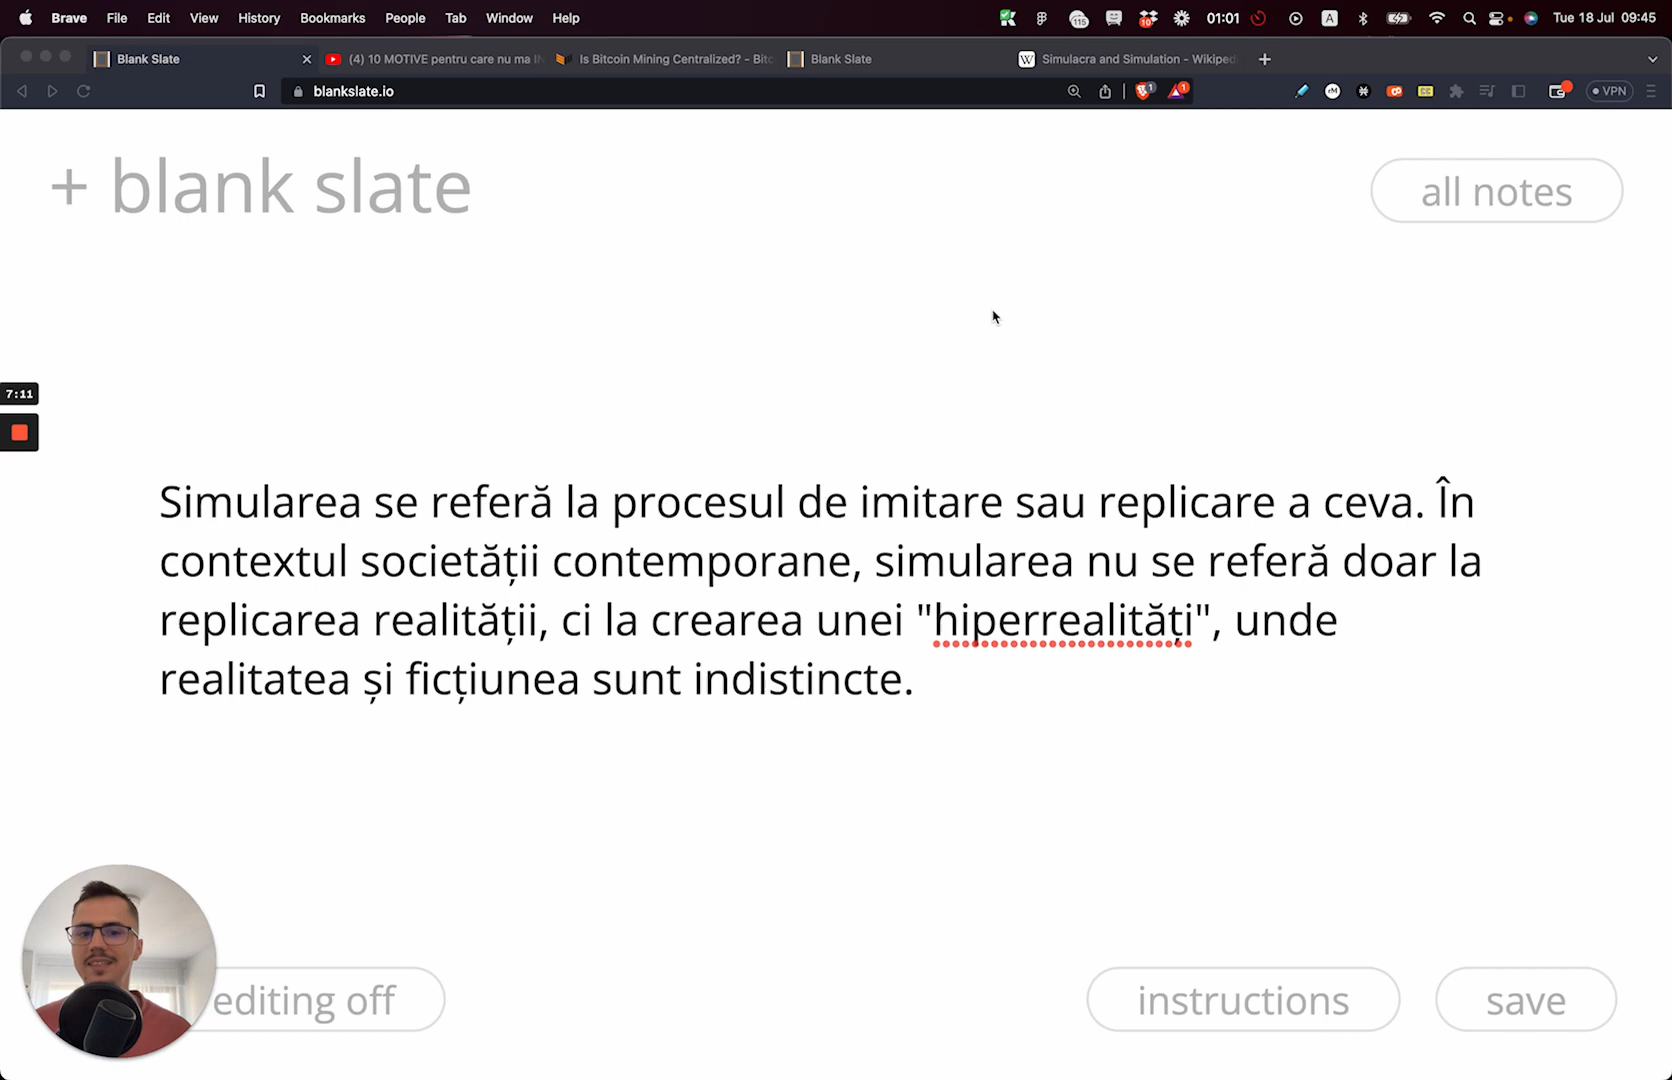 Brave File Edit View History Bookmarks People Tab Window Help 115 10 01:01 A Tue 18 Jul 09:45
Blank Slate (4) 10 MOTIVE pentru care nu ma Is Bitcoin Mining Centralized? - Bitc Blank Slate W Simulacra and Simulation - Wikiped
blankslate.io 1 1 VPN
+ blank slate
all notes
7:11
Simularea se referă la procesul de imitare sau replicare a ceva. În
contextul societății contemporane, simularea nu se referă doar la
replicarea realității, ci la crearea unei "hiperrealități", unde
realitatea și ficțiunea sunt indistincte.
editing off
instructions
save